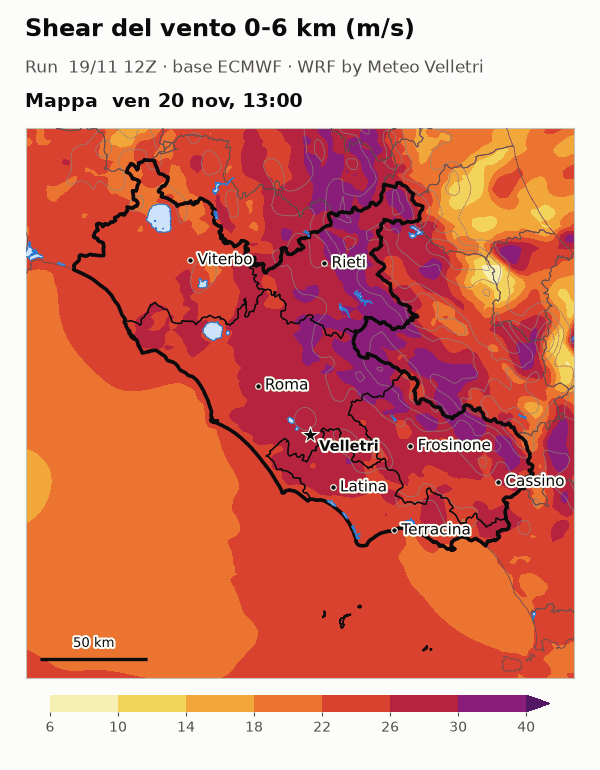 Shear del vento 0-6 km (m/s)
Run  19/11 12Z · base ECMWF · WRF by Meteo Velletri
Mappa  ven 20 nov, 13:00
Viterbo
Rieti
Roma
Velletri
Frosinone
Latina
Cassino
Terracina
50 km
6 10 14 18 22 26 30 40